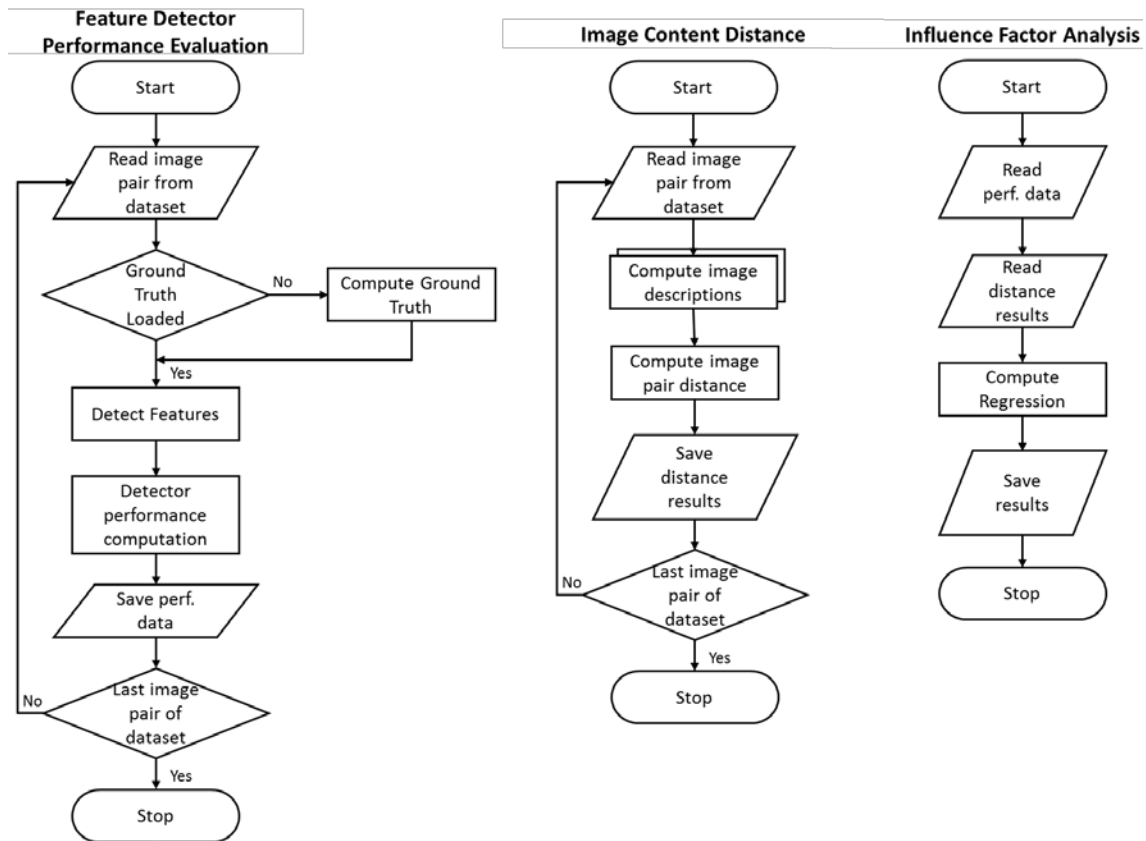 Feature Detector
Performance Evaluation
Start
Read image
pair from
dataset
Ground
Truth
Loaded
No
Compute Ground
Truth
Yes
Detect Features
Detector
performance
computation
Save perf.
data
No
Last image
pair of
dataset
Yes
Stop
Image Content Distance
Start
Read image
pair from
dataset
Compute image
descriptions
Compute image
pair distance
Save
distance
results
No
Last image
pair of
dataset
Yes
Stop
Influence Factor Analysis
Start
Read
perf. data
Read
distance
results
Compute
Regression
Save
results
Stop